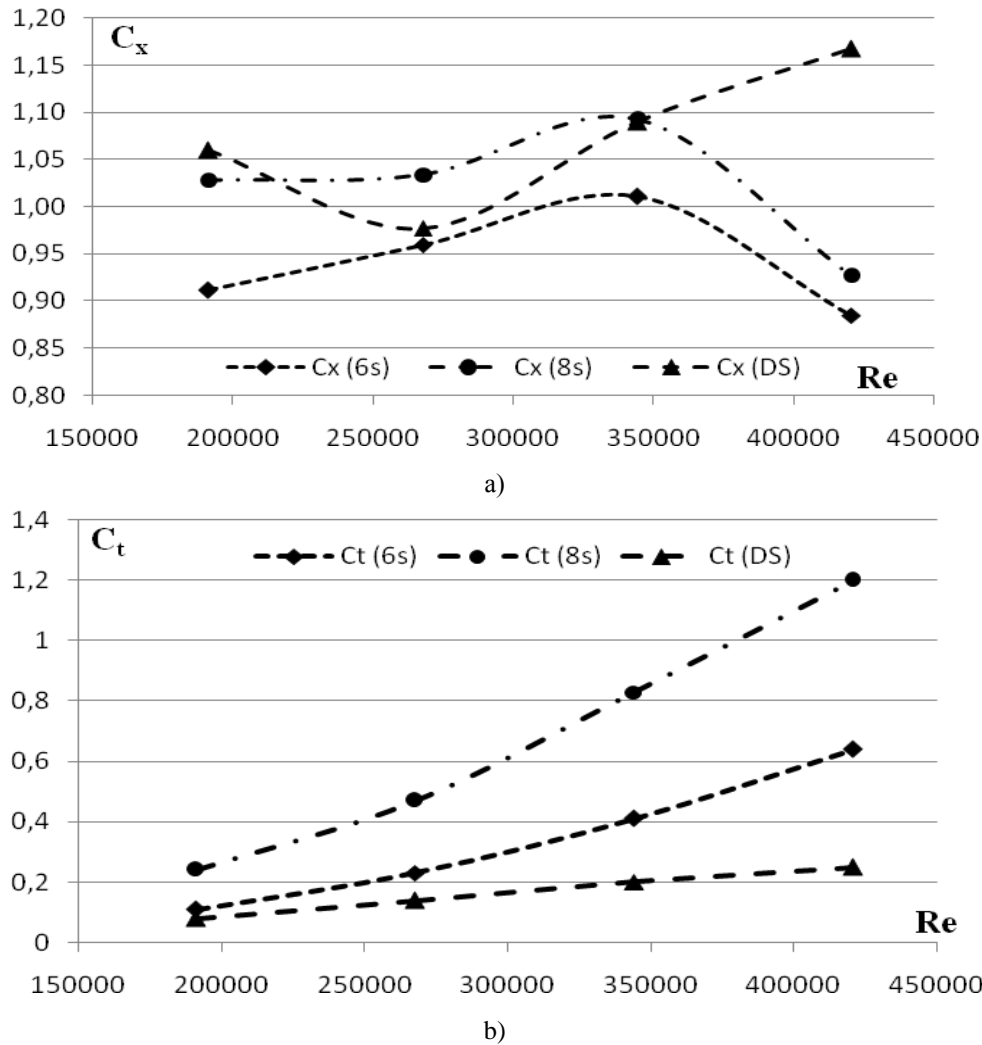 1,20
C_x
1,15
1,10
1,05
1,00
0,95
0,90
0,85
Cx (6s) Cx (8s) Cx (DS)
Re
0,80
150000 200000 250000 300000 350000 400000 450000
a)
1,4
C_t
Ct (6s) Ct (8s) Ct (DS)
1,2
1
0,8
0,6
0,4
0,2
Re
0
150000 200000 250000 300000 350000 400000 450000
b)